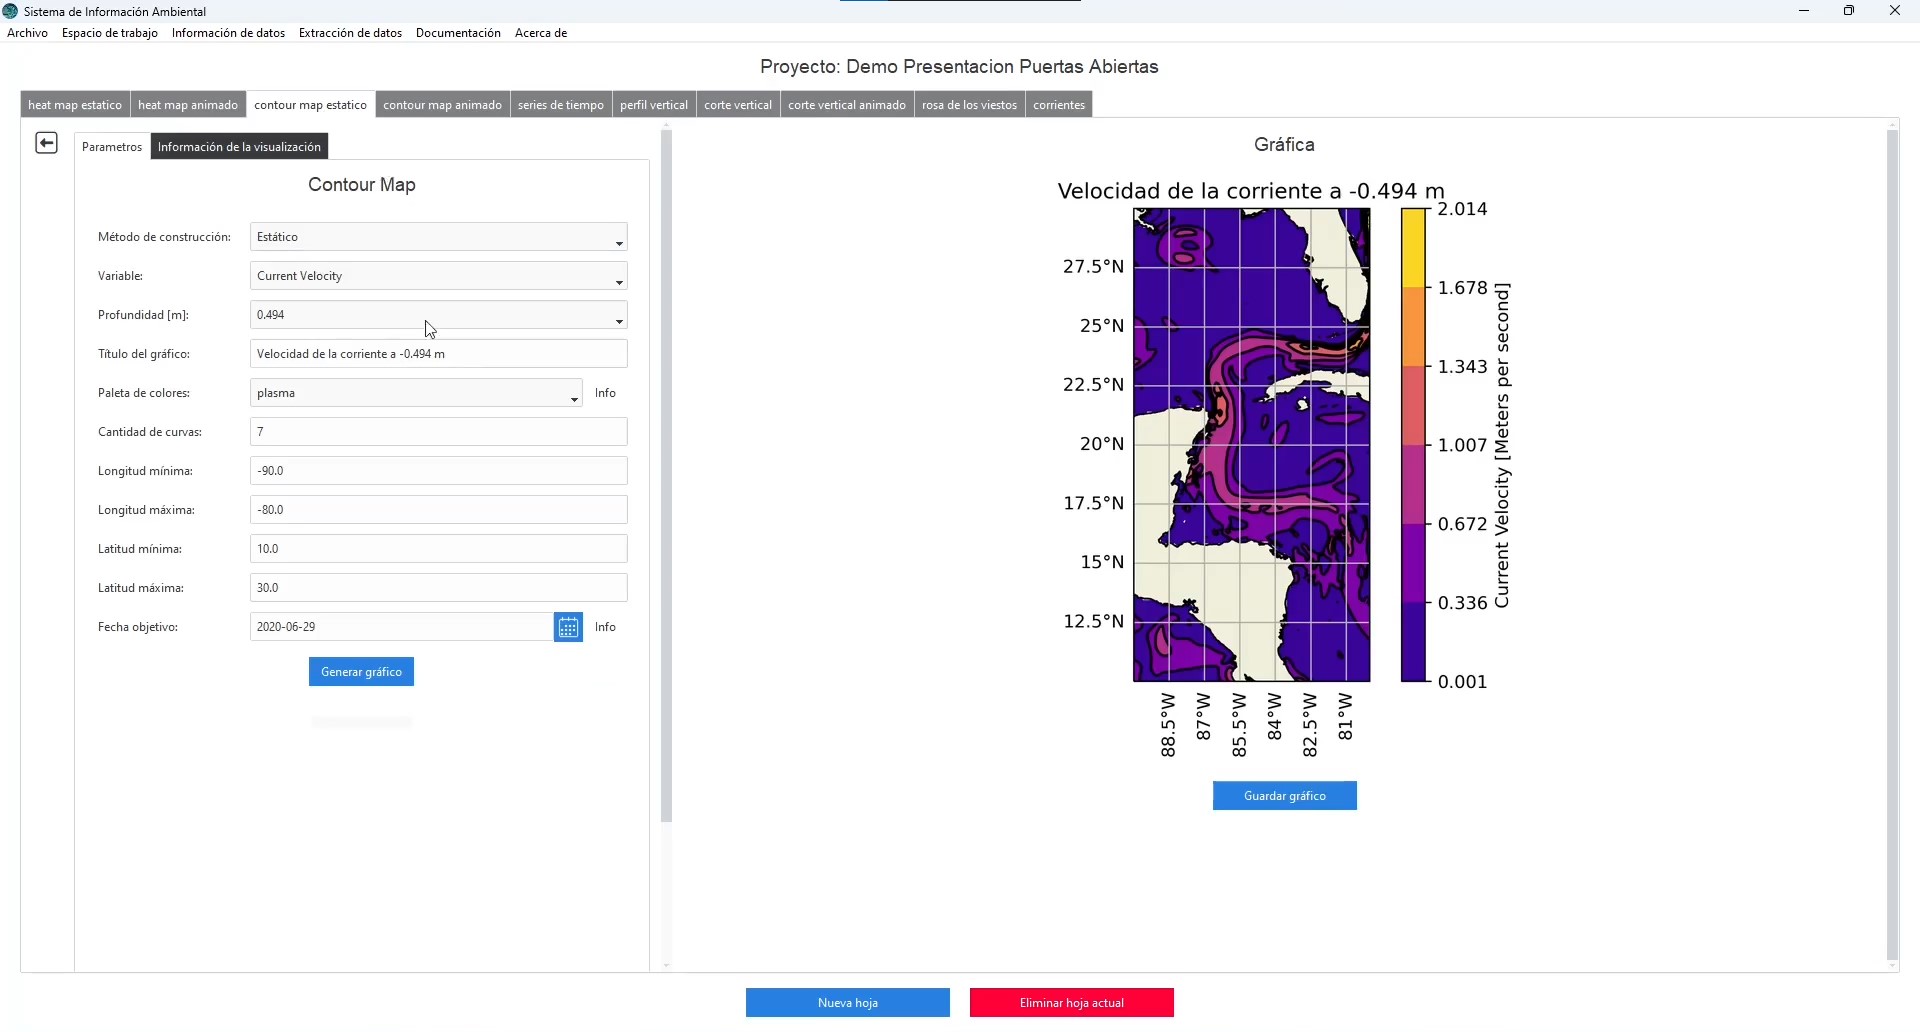 Sistema de Información Ambiental
Archivo Espacio de trabajo Información de datos Extracción de datos Documentación Acerca de
Proyecto: Demo Presentacion Puertas Abiertas
heat map estatico heat map animado contour map estatico contour map animado series de tiempo perfil vertical corte vertical corte vertical animado rosa de los viestos corrientes
Parametros Información de la visualización
Contour Map
Método de construcción: Estático
Variable: Current Velocity
Profundidad [m]: 0.494
Título del gráfico: Velocidad de la corriente a -0.494 m
Paleta de colores: plasma Info
Cantidad de curvas: 7
Longitud mínima: -90.0
Longitud máxima: -80.0
Latitud mínima: 10.0
Latitud máxima: 30.0
Fecha objetivo: 2020-06-29 Info
Generar gráfico
Gráfica
Velocidad de la corriente a -0.494 m
27.5°N
25°N
22.5°N
20°N
17.5°N
15°N
12.5°N
88.5°W
87°W
85.5°W
84°W
82.5°W
81°W
2.014
1.678
1.343
1.007
0.672
0.336
0.001
Current Velocity [Meters per second]
Guardar gráfico
Nueva hoja Eliminar hoja actual